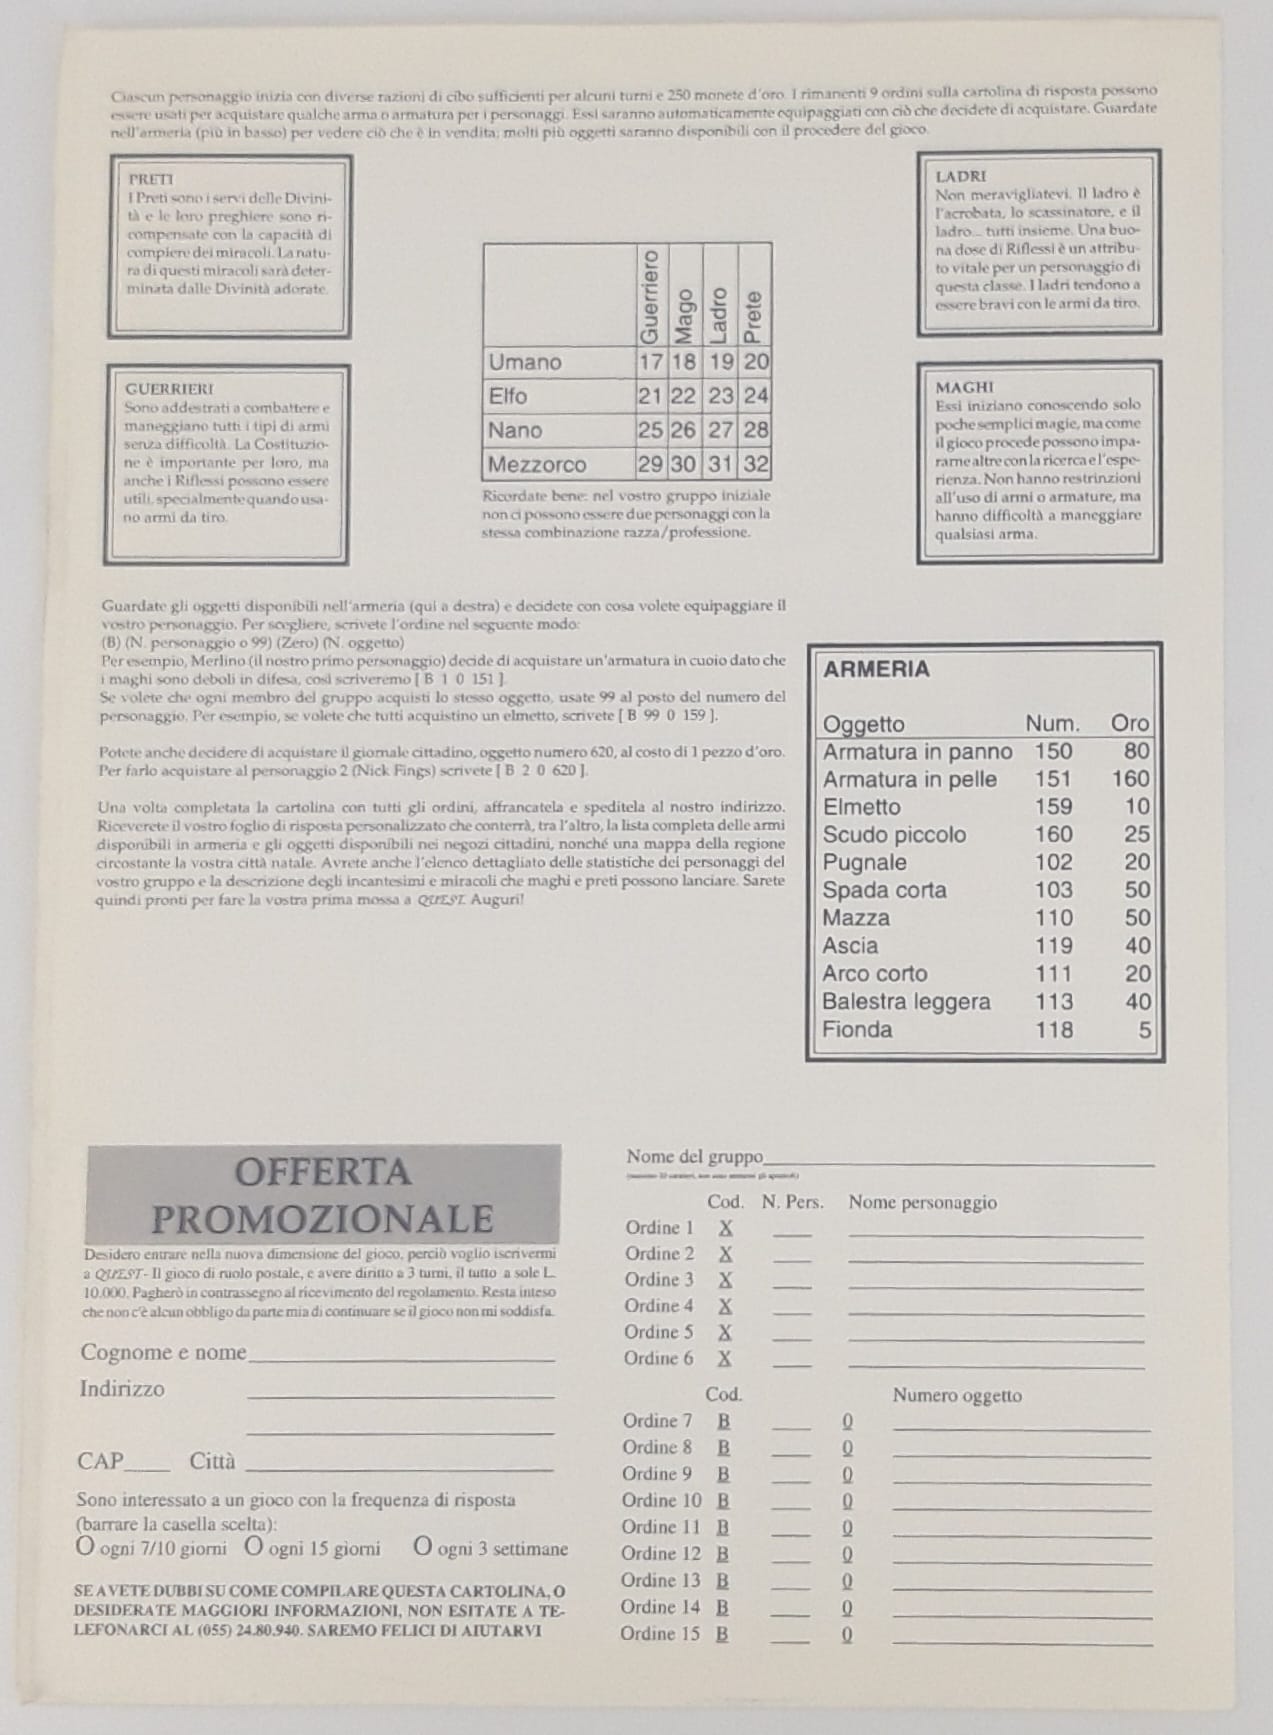 Ciascun personaggio inizia con diverse razioni di cibo sufficienti per alcuni turni e 250 monete d'oro. I rimanenti 9 ordini sulla cartolina di risposta possono
essere usati per acquistare qualche arma o armatura per i personaggi. Essi saranno automaticamente equipaggiati con ciò che decidete di acquistare. Guardate
nell'armeria (più in basso) per vedere ciò che è in vendita; molti più oggetti saranno disponibili con il procedere del gioco.
PRETI
I Preti sono i servi delle Divini-
tà e le loro preghiere sono ri-
compensate con la capacità di
compiere dei miracoli. La natu-
ra di questi miracoli sarà deter-
minata dalle Divinità adorate.
GUERRIERI
Sono addestrati a combattere e
maneggiano tutti i tipi di armi
senza difficoltà. La Costituzio-
ne è importante per loro, ma
anche i Riflessi possono essere
utili, specialmente quando usa-
no armi da tiro.
Guerriero Mago Ladro Prete
Umano 17 18 19 20
Elfo 21 22 23 24
Nano 25 26 27 28
Mezzorco 29 30 31 32
Ricordate bene: nel vostro gruppo iniziale
non ci possono essere due personaggi con la
stessa combinazione razza/professione.
LADRI
Non meravigliatevi. Il ladro è
l'acrobata, lo scassinatore, e il
ladro... tutti insieme. Una buo-
na dose di Riflessi è un attribu-
to vitale per un personaggio di
questa classe. I ladri tendono a
essere bravi con le armi da tiro.
MAGHI
Essi iniziano conoscendo solo
poche semplici magie, ma come
il gioco procede possono impa-
rarne altre con la ricerca e l'espe-
rienza. Non hanno restrinzioni
all'uso di armi o armature, ma
hanno difficoltà a maneggiare
qualsiasi arma.
Guardate gli oggetti disponibili nell'armeria (qui a destra) e decidete con cosa volete equipaggiare il
vostro personaggio. Per scegliere, scrivete l'ordine nel seguente modo:
(B) (N. personaggio o 99) (Zero) (N. oggetto)
Per esempio, Merlino (il nostro primo personaggio) decide di acquistare un'armatura in cuoio dato che
i maghi sono deboli in difesa, così scriveremo [ B 1 0 151 ].
Se volete che ogni membro del gruppo acquisti lo stesso oggetto, usate 99 al posto del numero del
personaggio. Per esempio, se volete che tutti acquistino un elmetto, scrivete [ B 99 0 159 ].
Potete anche decidere di acquistare il giornale cittadino, oggetto numero 620, al costo di 1 pezzo d'oro.
Per farlo acquistare al personaggio 2 (Nick Fings) scrivete [ B 2 0 620 ].
Una volta completata la cartolina con tutti gli ordini, affrancatela e speditela al nostro indirizzo.
Riceverete il vostro foglio di risposta personalizzato che conterrà, tra l'altro, la lista completa delle armi
disponibili in armeria e gli oggetti disponibili nei negozi cittadini, nonché una mappa della regione
circostante la vostra città natale. Avrete anche l'elenco dettagliato delle statistiche dei personaggi del
vostro gruppo e la descrizione degli incantesimi e miracoli che maghi e preti possono lanciare. Sarete
quindi pronti per fare la vostra prima mossa a QUEST. Auguri!
ARMERIA
Oggetto Num. Oro
Armatura in panno 150 80
Armatura in pelle 151 160
Elmetto 159 10
Scudo piccolo 160 25
Pugnale 102 20
Spada corta 103 50
Mazza 110 50
Ascia 119 40
Arco corto 111 20
Balestra leggera 113 40
Fionda 118 5
OFFERTA
PROMOZIONALE
Desidero entrare nella nuova dimensione del gioco, perciò voglio iscrivermi
a QUEST- Il gioco di ruolo postale, e avere diritto a 3 turni, il tutto a sole L.
10.000. Pagherò in contrassegno al ricevimento del regolamento. Resta inteso
che non c'è alcun obbligo da parte mia di continuare se il gioco non mi soddisfa.
Cognome e nome
Indirizzo
CAP Città
Sono interessato a un gioco con la frequenza di risposta
(barrare la casella scelta):
O ogni 7/10 giorni O ogni 15 giorni O ogni 3 settimane
SE AVETE DUBBI SU COME COMPILARE QUESTA CARTOLINA, O
DESIDERATE MAGGIORI INFORMAZIONI, NON ESITATE A TE-
LEFONARCI AL (055) 24.80.940. SAREMO FELICI DI AIUTARVI
Nome del gruppo
Cod. N. Pers. Nome personaggio
Ordine 1 X
Ordine 2 X
Ordine 3 X
Ordine 4 X
Ordine 5 X
Ordine 6 X
Cod. Numero oggetto
Ordine 7 B 0
Ordine 8 B 0
Ordine 9 B 0
Ordine 10 B 0
Ordine 11 B 0
Ordine 12 B 0
Ordine 13 B 0
Ordine 14 B 0
Ordine 15 B 0